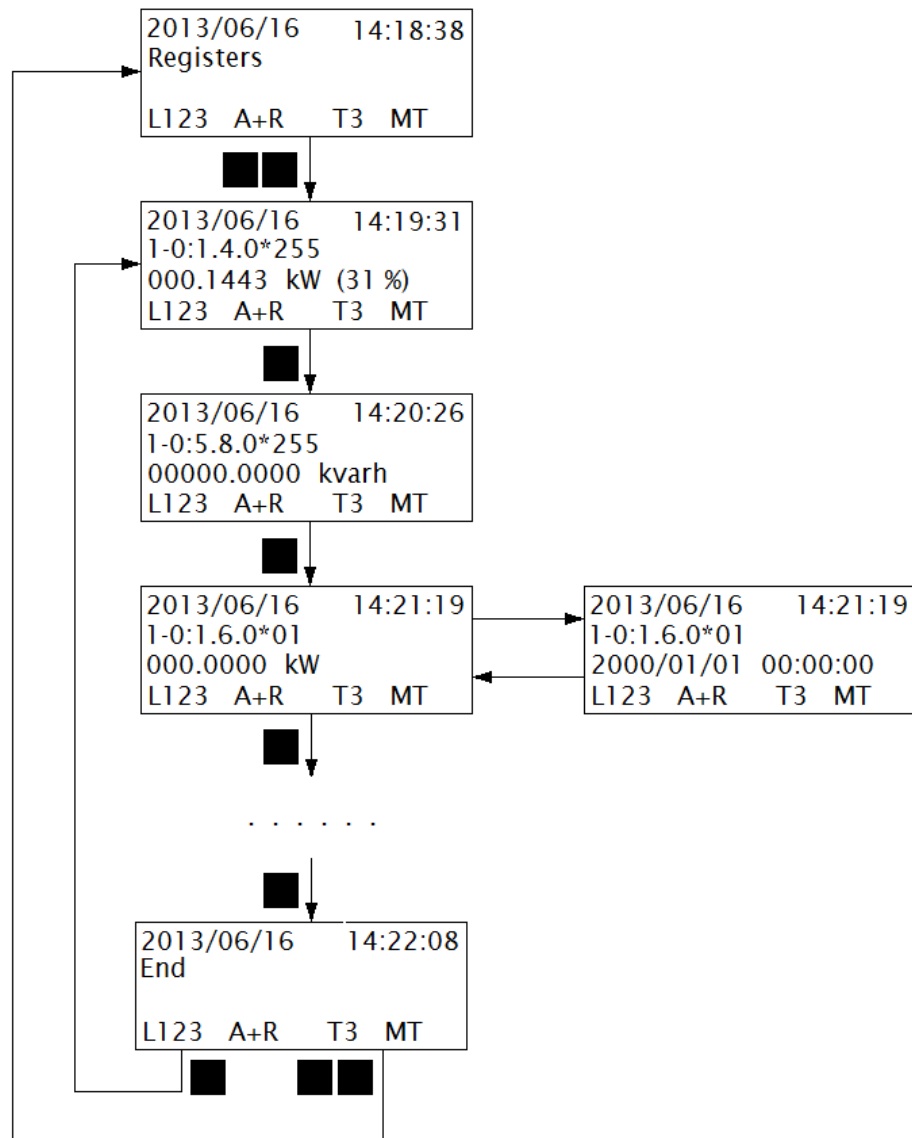 2013/06/16 14:18:38
Registers
L123 A+R T3 MT
2013/06/16 14:19:31
1-0:1.4.0*255
000.1443 kW (31 %)
L123 A+R T3 MT
2013/06/16 14:20:26
1-0:5.8.0*255
00000.0000 kvarh
L123 A+R T3 MT
2013/06/16 14:21:19
1-0:1.6.0*01
000.0000 kW
L123 A+R T3 MT
2013/06/16 14:21:19
1-0:1.6.0*01
2000/01/01 00:00:00
L123 A+R T3 MT
. . . . . .
2013/06/16 14:22:08
End
L123 A+R T3 MT